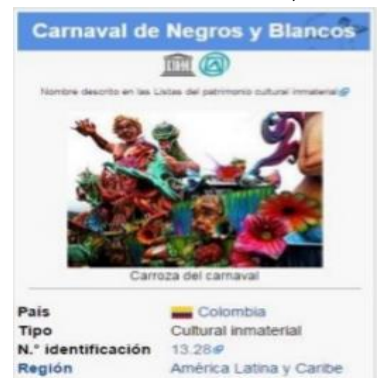 Carnaval de Negros y Blancos
Nombre descrito en las Listas del patrimonio cultural inmaterial
Carroza del carnaval
País Colombia
Tipo Cultural inmaterial
N.° identificación 13.28
Región América Latina y Caribe